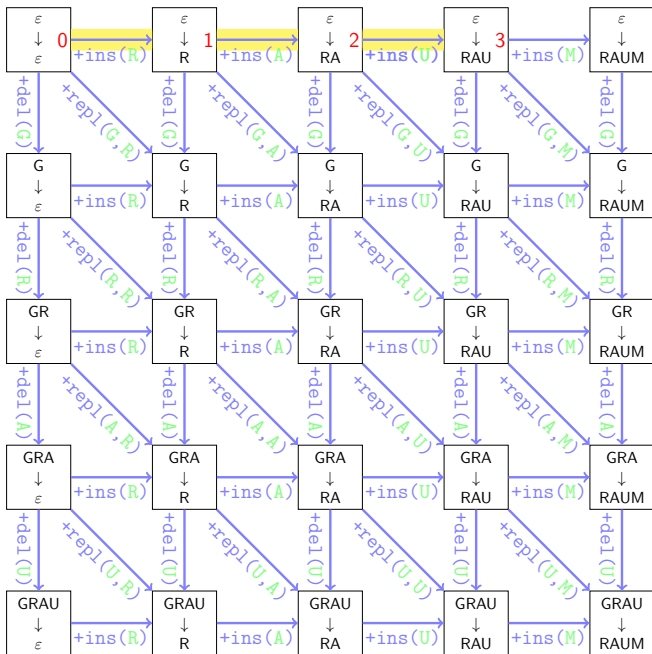 ε ε ε ε ε
0 1 2 3
↓ ↓ ↓ ↓ ↓
ε R RA RAU RAUM
+ins(R) +ins(A) +ins(U) +ins(M)
+del(G) +repl(G,R) +del(G) +repl(G,A) +del(G) +repl(G,U) +del(G) +repl(G,M) +del(G)
G G G G G
↓ ↓ ↓ ↓ ↓
ε R RA RAU RAUM
+ins(R) +ins(A) +ins(U) +ins(M)
+del(R) +repl(R,R) +del(R) +repl(R,A) +del(R) +repl(R,U) +del(R) +repl(R,M) +del(R)
GR GR GR GR GR
↓ ↓ ↓ ↓ ↓
ε R RA RAU RAUM
+ins(R) +ins(A) +ins(U) +ins(M)
+del(A) +repl(A,R) +del(A) +repl(A,A) +del(A) +repl(A,U) +del(A) +repl(A,M) +del(A)
GRA GRA GRA GRA GRA
↓ ↓ ↓ ↓ ↓
ε R RA RAU RAUM
+ins(R) +ins(A) +ins(U) +ins(M)
+del(U) +repl(U,R) +del(U) +repl(U,A) +del(U) +repl(U,U) +del(U) +repl(U,M) +del(U)
GRAU GRAU GRAU GRAU GRAU
↓ ↓ ↓ ↓ ↓
ε R RA RAU RAUM
+ins(R) +ins(A) +ins(U) +ins(M)